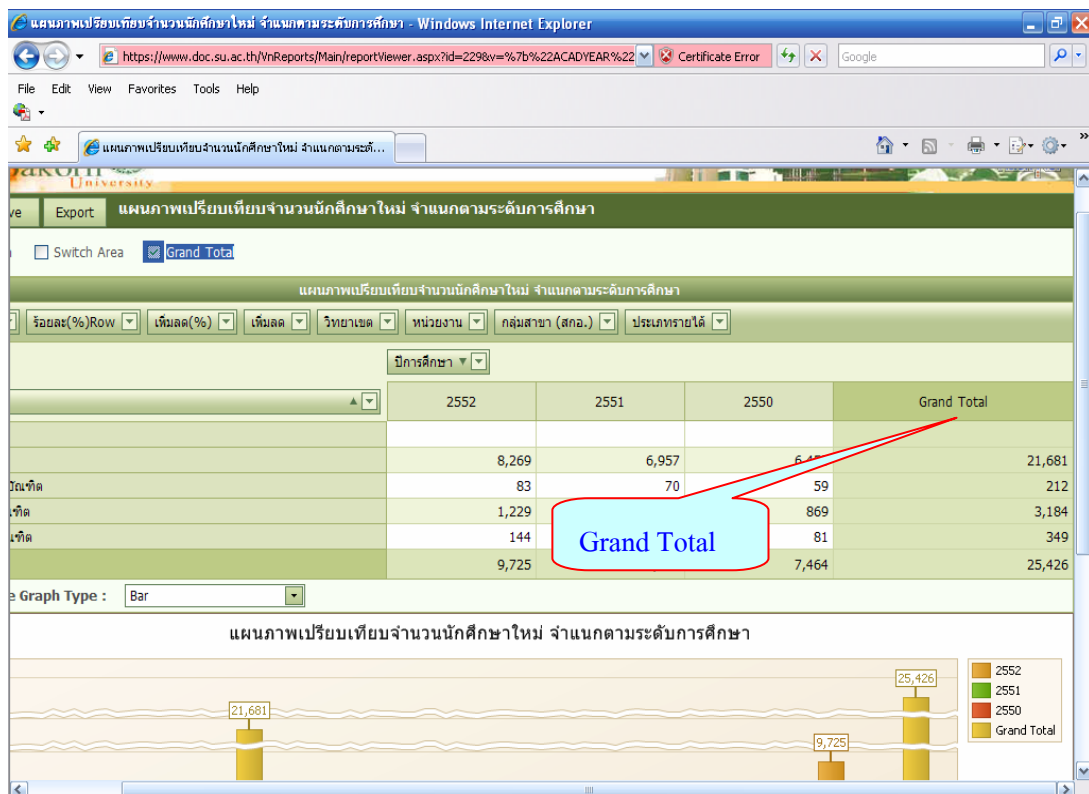 แผนภาพเปรียบเทียบจำนวนนักศึกษาใหม่ จำแนกตามระดับการศึกษา - Windows Internet Explorer
https://www.doc.su.ac.th/VnReports/Main/reportViewer.aspx?id=229&v=%7b%22ACADYEAR%22 Certificate Error Google
File Edit View Favorites Tools Help
แผนภาพเปรียบเทียบจำนวนนักศึกษาใหม่ จำแนกตามระดั...
University
ve Export แผนภาพเปรียบเทียบจำนวนนักศึกษาใหม่ จำแนกตามระดับการศึกษา
Switch Area Grand Total
แผนภาพเปรียบเทียบจำนวนนักศึกษาใหม่ จำแนกตามระดับการศึกษา
ร้อยละ(%)Row เพิ่มลด(%) เพิ่มลด วิทยาเขต หน่วยงาน กลุ่มสาขา (สกอ.) ประเภทรายได้
ปีการศึกษา
2552 2551 2550 Grand Total
8,269 6,957 21,681
บัณฑิต 83 70 59 212
ฑิต 1,229 869 3,184
ฑิต 144 81 349
9,725 7,464 25,426
Grand Total
e Graph Type : Bar
แผนภาพเปรียบเทียบจำนวนนักศึกษาใหม่ จำแนกตามระดับการศึกษา
25,426
21,681
9,725
2552
2551
2550
Grand Total